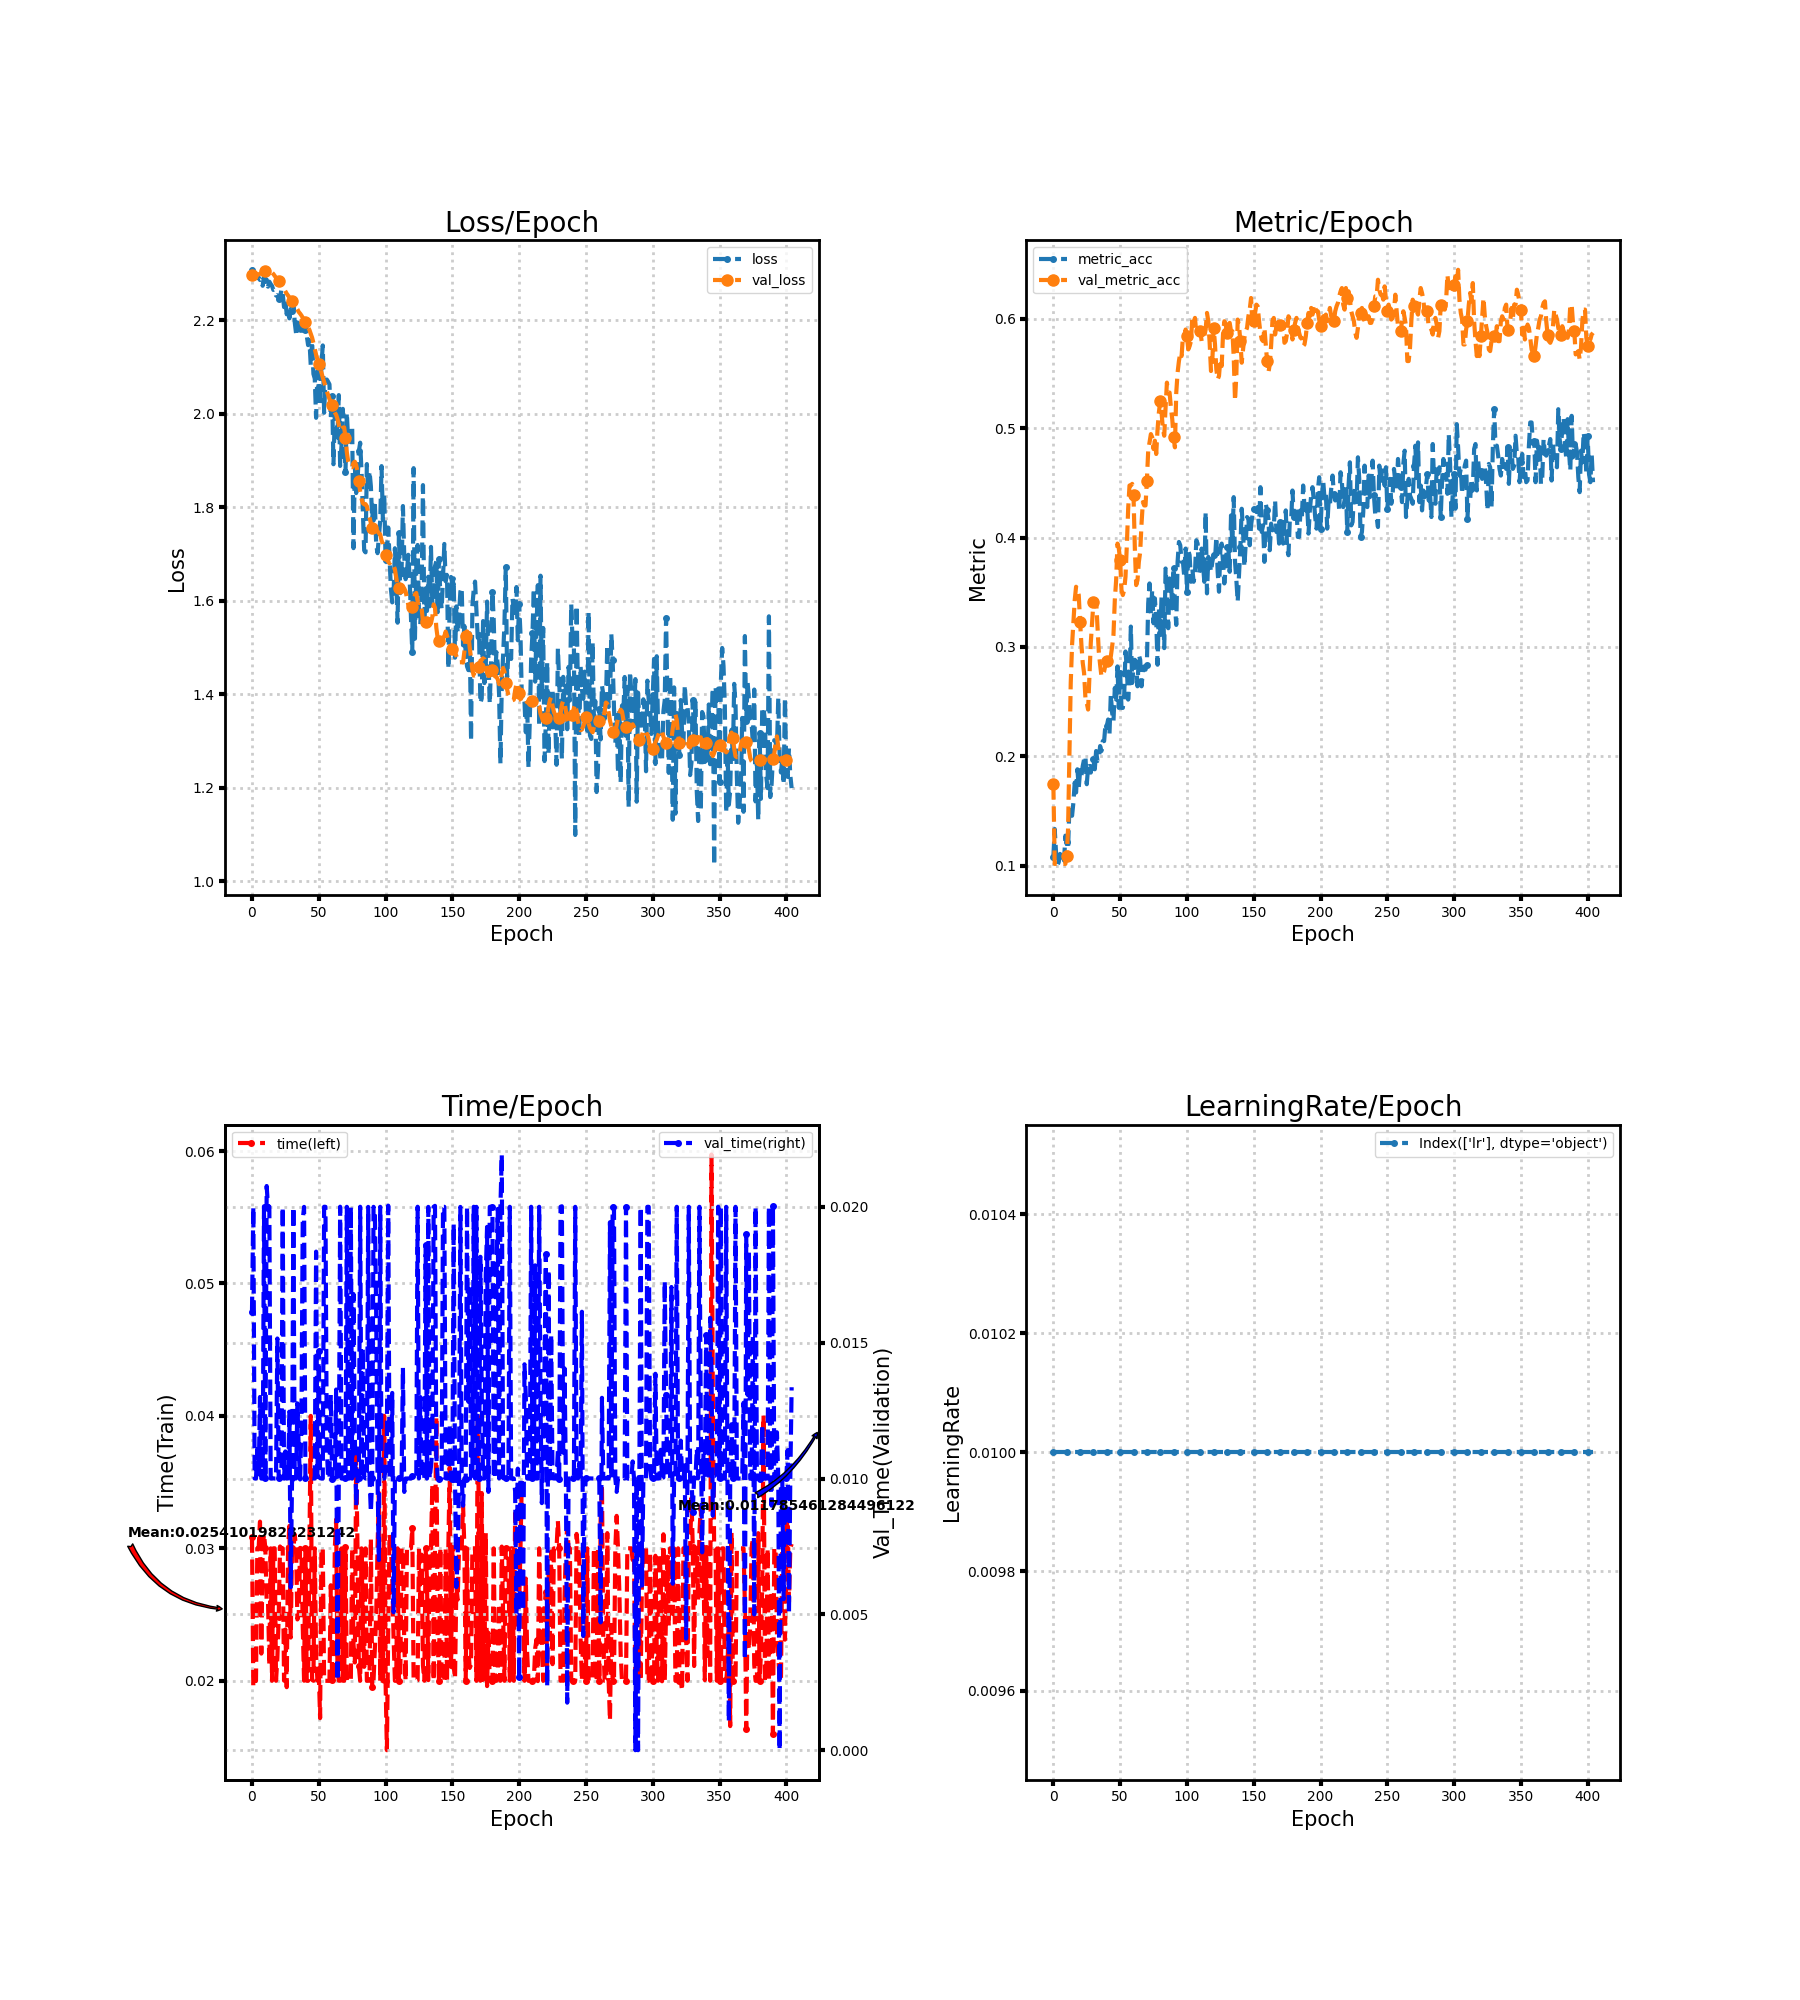 Loss/Epoch
loss
val_loss
2.2
2.0
1.8
1.6
1.4
1.2
1.0
Loss
0 50 100 150 200 250 300 350 400
Epoch
Metric/Epoch
metric_acc
val_metric_acc
0.6
0.5
0.4
0.3
0.2
0.1
Metric
0 50 100 150 200 250 300 350 400
Epoch
Time/Epoch
time(left)
val_time(right)
0.06
0.05
0.04
0.03
0.02
Time(Train)
0.020
0.015
0.010
0.005
0.000
Val_Time(Validation)
0 50 100 150 200 250 300 350 400
Epoch
LearningRate/Epoch
Index(['lr'], dtype='object')
0.0104
0.0102
0.0100
0.0098
0.0096
LearningRate
0 50 100 150 200 250 300 350 400
Epoch